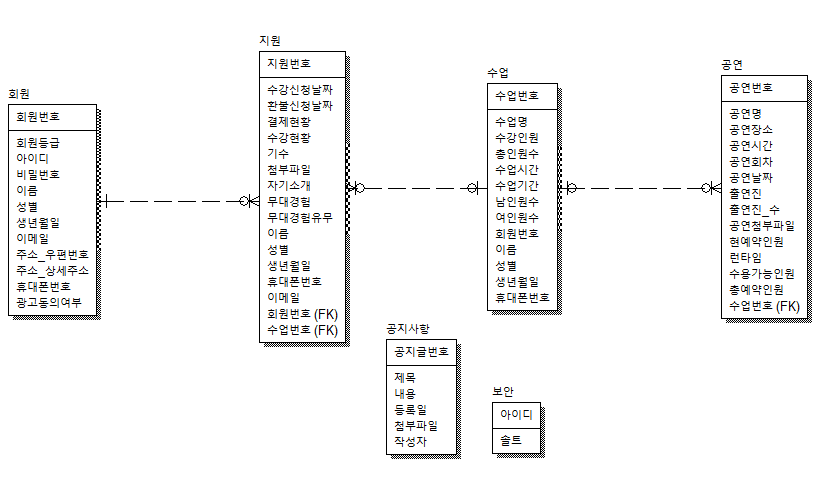 회원
회원번호
회원등급
아이디
비밀번호
이름
성별
생년월일
이메일
주소_우편번호
주소_상세주소
휴대폰번호
광고동의여부
지원
지원번호
수강신청날짜
환불신청날짜
결제현황
수강현황
기수
첨부파일
자기소개
무대경험
무대경험유무
이름
성별
생년월일
휴대폰번호
이메일
회원번호 (FK)
수업번호 (FK)
수업
수업번호
수업명
수강인원
총인원수
수업시간
수업기간
남인원수
여인원수
회원번호
이름
성별
생년월일
휴대폰번호
공연
공연번호
공연명
공연장소
공연시간
공연회차
공연날짜
출연진
출연진_수
공연첨부파일
현예약인원
런타임
수용가능인원
총예약인원
수업번호 (FK)
공지사항
공지글번호
제목
내용
등록일
첨부파일
작성자
보안
아이디
솔트